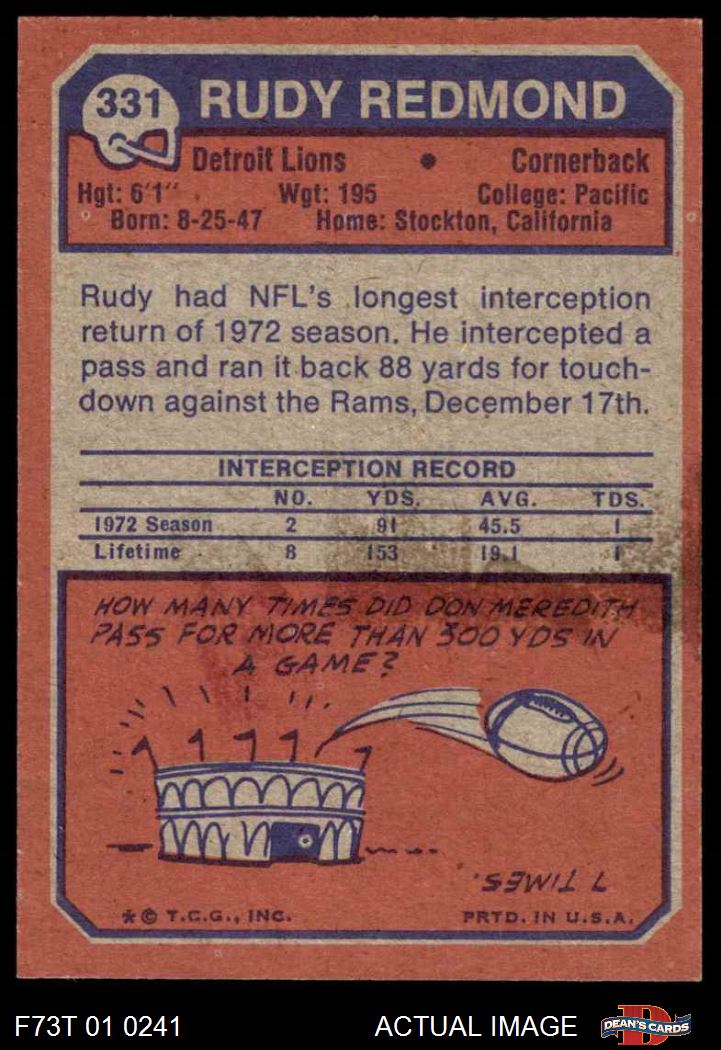 331 RUDY REDMOND
Detroit Lions • Cornerback
Hgt: 6'1" Wgt: 195 College: Pacific
Born: 8-25-47 Home: Stockton, California
Rudy had NFL's longest interception
return of 1972 season. He intercepted a
pass and ran it back 88 yards for touch-
down against the Rams, December 17th.
INTERCEPTION RECORD
NO. YDS. AVG. TDS.
1972 Season 2 91 45.5 1
Lifetime 8 153 19.1 1
HOW MANY TIMES DID DON MEREDITH
PASS FOR MORE THAN 300 YDS IN
A GAME?
7 TIMES.
*© T.C.G., INC. PRTD. IN U.S.A.
F73T 01 0241 ACTUAL IMAGE D DEAN'S CARDS